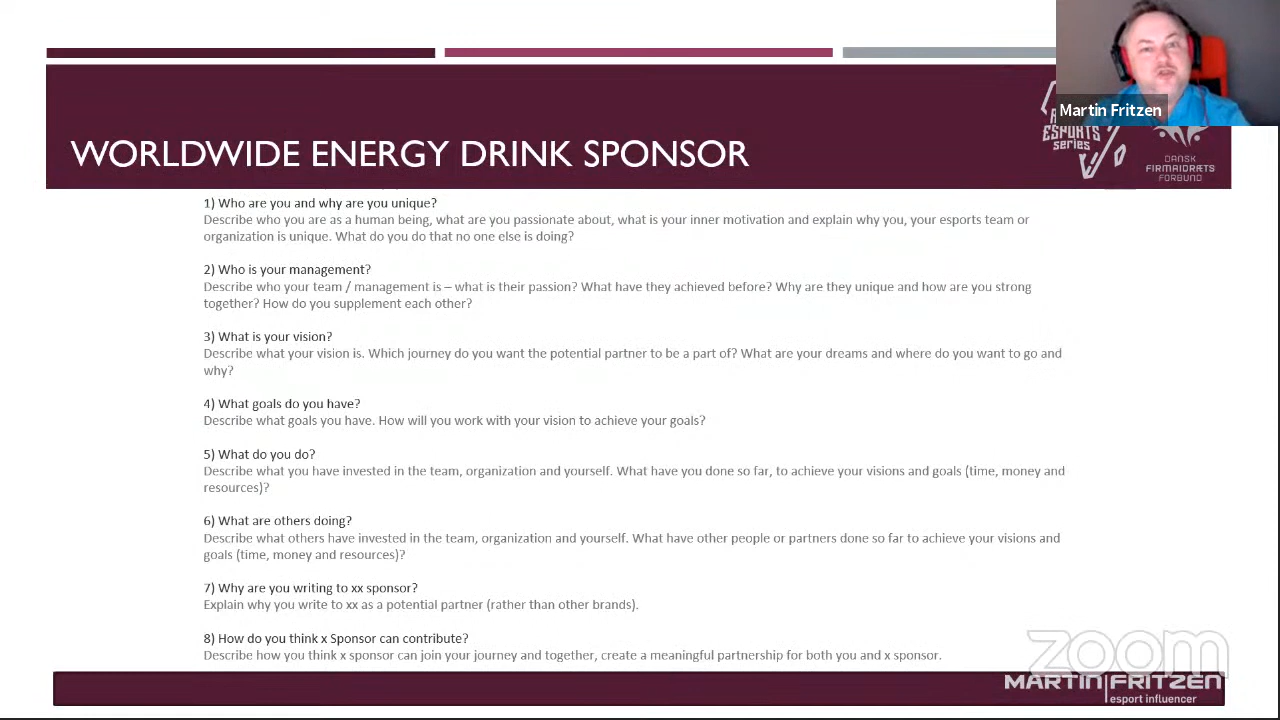 Martin Fritzen
ESPORTS
series
DANSK
FIRMAIDRÆTS
FORBUND
WORLDWIDE ENERGY DRINK SPONSOR
1) Who are you and why are you unique?
Describe who you are as a human being, what are you passionate about, what is your inner motivation and explain why you, your esports team or
organization is unique. What do you do that no one else is doing?
2) Who is your management?
Describe who your team / management is – what is their passion? What have they achieved before? Why are they unique and how are you strong
together? How do you supplement each other?
3) What is your vision?
Describe what your vision is. Which journey do you want the potential partner to be a part of? What are your dreams and where do you want to go and
why?
4) What goals do you have?
Describe what goals you have. How will you work with your vision to achieve your goals?
5) What do you do?
Describe what you have invested in the team, organization and yourself. What have you done so far, to achieve your visions and goals (time, money and
resources)?
6) What are others doing?
Describe what others have invested in the team, organization and yourself. What have other people or partners done so far to achieve your visions and
goals (time, money and resources)?
7) Why are you writing to xx sponsor?
Explain why you write to xx as a potential partner (rather than other brands).
8) How do you think x Sponsor can contribute?
Describe how you think x sponsor can join your journey and together, create a meaningful partnership for both you and x sponsor.
zoom
MARTIN FRITZEN
esport influencer